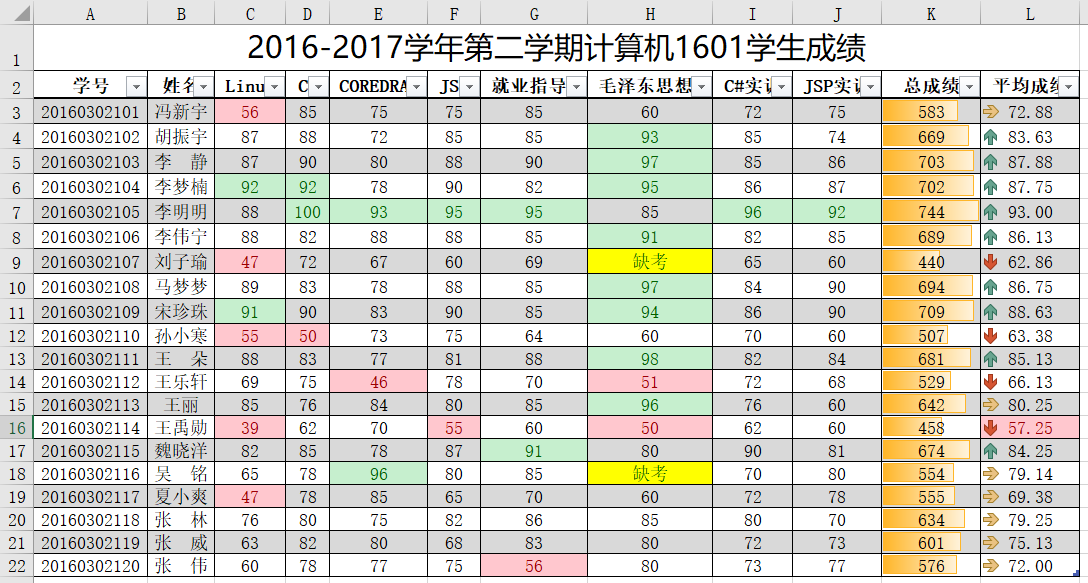 A B C D E F G H I J K L
1 2016-2017学年第二学期计算机1601学生成绩
2 学号 姓名 Linu C COREDRA JS 就业指导 毛泽东思想 C#实训 JSP实训 总成绩 平均成绩
3 20160302101 冯新宇 56 85 75 75 85 60 72 75 583 72.88
4 20160302102 胡振宇 87 88 72 85 85 93 85 74 669 83.63
5 20160302103 李 静 87 90 80 88 90 97 85 86 703 87.88
6 20160302104 李梦楠 92 92 78 90 82 95 86 87 702 87.75
7 20160302105 李明明 88 100 93 95 95 85 96 92 744 93.00
8 20160302106 李伟宁 88 82 88 88 85 91 82 85 689 86.13
9 20160302107 刘子瑜 47 72 67 60 69 缺考 65 60 440 62.86
10 20160302108 马梦梦 89 83 78 88 85 97 84 90 694 86.75
11 20160302109 宋珍珠 91 90 83 90 85 94 86 90 709 88.63
12 20160302110 孙小寒 55 50 73 75 64 60 70 60 507 63.38
13 20160302111 王 朵 88 83 77 81 88 98 82 84 681 85.13
14 20160302112 王乐轩 69 75 46 78 70 51 72 68 529 66.13
15 20160302113 王丽 85 76 84 80 85 96 76 60 642 80.25
16 20160302114 王禹勋 39 62 70 55 60 50 62 60 458 57.25
17 20160302115 魏晓洋 82 85 78 87 91 80 90 81 674 84.25
18 20160302116 吴 铭 65 78 96 80 85 缺考 70 80 554 79.14
19 20160302117 夏小爽 47 78 85 65 70 60 72 78 555 69.38
20 20160302118 张 林 76 80 75 82 86 85 80 70 634 79.25
21 20160302119 张 威 63 82 80 68 83 80 72 73 601 75.13
22 20160302120 张 伟 60 78 77 75 56 80 73 77 576 72.00